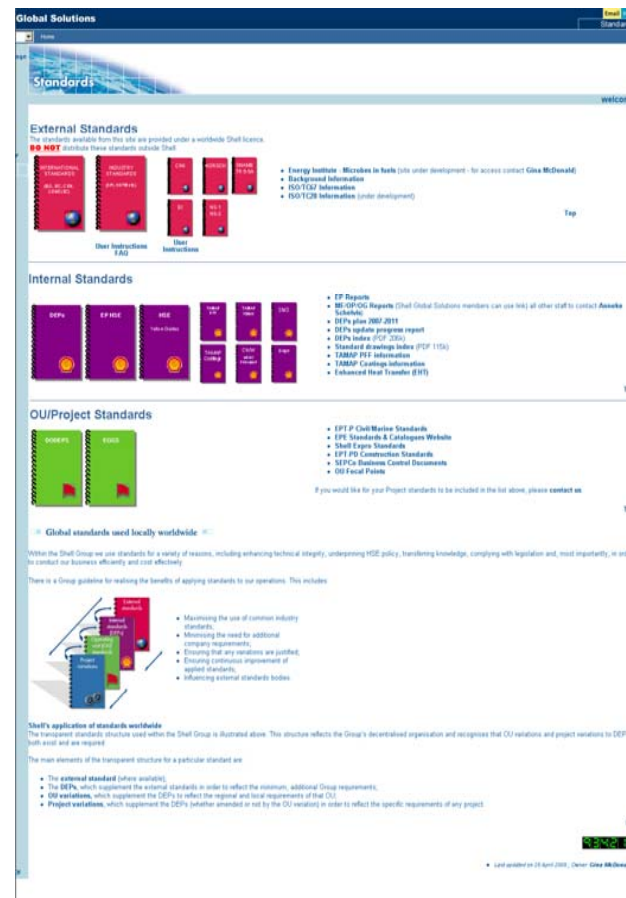 Global Solutions
Email
Home
Standards
External Standards
The standards available from this site are provided under a worldwide Shell licence.
DO NOT distribute these standards outside Shell
INTERNATIONAL STANDARDS
INDUSTRY STANDARDS
User Instructions
FAQ
User Instructions
Energy Institute - Microbes in fuels (site under development - for access contact Gina McDonald)
Background Information
ISO/TC67 Information
ISO/TC28 Information (under development)
Top
Internal Standards
DEPs
EP HSE
HSE
EP Reports
MF/OP/OG Reports (Shell Global Solutions members can use link) all other staff to contact Anneke
DEPs plan 2007-2011
DEPs update progress report
DEPs index (PDF 206k)
Standard drawings index (PDF 115k)
TAMAP PFF information
TAMAP Coatings information
Enhanced Heat Transfer (EHT)
OU/Project Standards
EPT-P Civil/Marine Standards
EPE Standards & Catalogues Website
Shell Expro Standards
EPT-PD Construction Standards
SEPCo Business Control Documents
OU Focal Points
If you would like for your Project standards to be included in the list above, please contact us
Global standards used locally worldwide
Within the Shell Group we use standards for a variety of reasons, including enhancing technical integrity, underpinning HSE policy, transferring knowledge, complying with legislation and, most importantly, in
to conduct our business efficiently and cost effectively
There is a Group guideline for realising the benefits of applying standards to our operations. This includes:
External standards
Internal standards
Project variations
Maximising the use of common industry
standards;
Minimising the need for additional
company requirements;
Ensuring that any variations are justified;
Ensuring continuous improvement of
applied standards;
Influencing external standards bodies.
Shell's application of standards worldwide
The transparent standards structure used within the Shell Group is illustrated above. This structure reflects the Group's decentralised organisation and recognises that OU variations and project variations to DEP
both exist and are required
The main elements of the transparent structure for a particular standard are
The external standard (where available);
The DEPs, which supplement the external standards in order to reflect the minimum, additional Group requirements;
OU variations, which supplement the DEPs to reflect the regional and local requirements of that OU;
Project variations, which supplement the DEPs (whether amended or not by the OU variation) in order to reflect the specific requirements of any project.